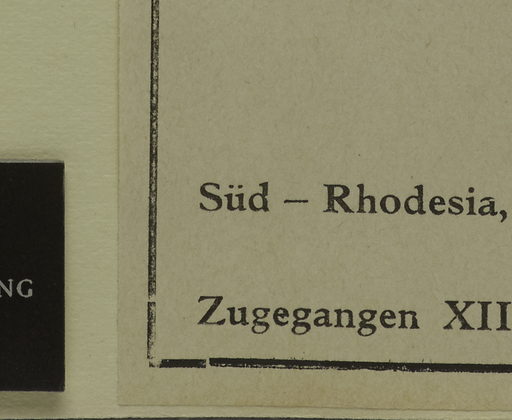 Süd – Rhodesia,
NG
Zugegangen XII